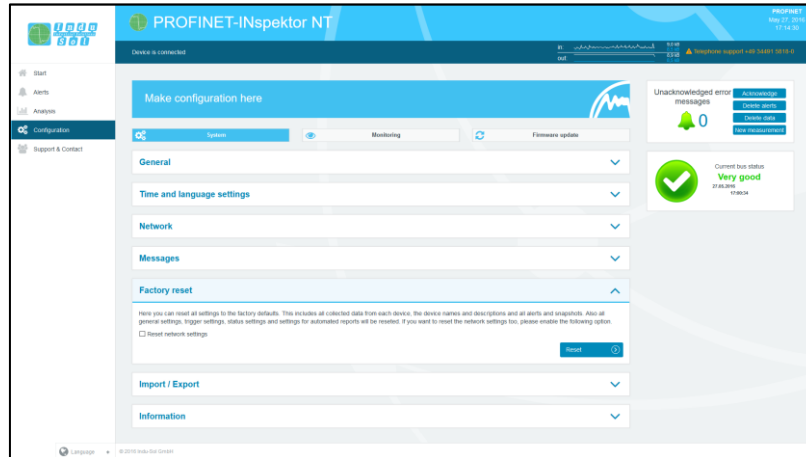 indu
Sol
PROFINET-INspektor NT
PROFINET
May 27, 2016
17:14:30
Device is connected.
in
out
Telephone support +49 34491 5818-0
Start
Alerts
Analysis
Configuration
Support & Contact
Make configuration here
System
Monitoring
Firmware update
General
Time and language settings
Network
Messages
Factory reset
Here you can reset all settings to the factory defaults. This includes all collected data from each device, the device names and descriptions and all alerts and snapshots. Also all
general settings, trigger settings, status settings and settings for automated reports will be reseted. If you want to reset the network settings too, please enable the following option.
Reset network settings
Reset
Import / Export
Information
Unacknowledged error
messages
0
Acknowledge
Delete alerts
Delete data
New measurement
Current bus status
Very good
27.05.2016
17:00:34
Language
© 2010 Indu-Sol GmbH